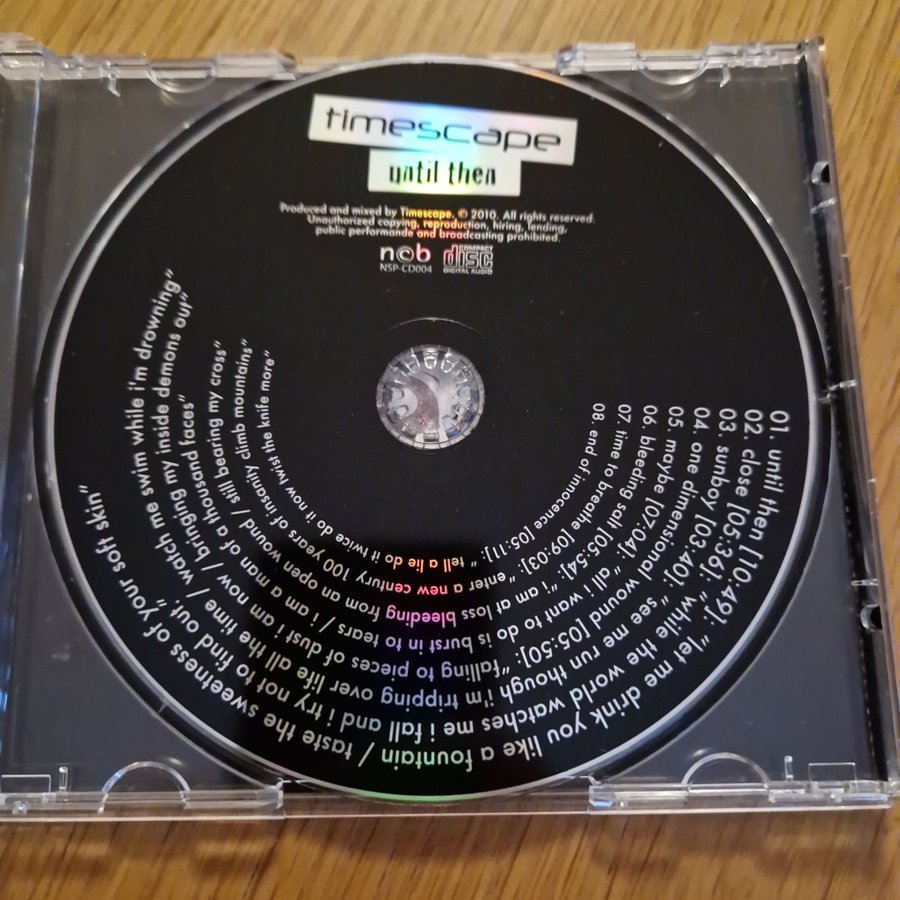 timescape
until then
Produced and mixed by Timescape. © 2010. All rights reserved.
Unauthorized copying, reproduction, hiring, lending,
public performande and broadcasting prohibited.
ncb
NSP-CD004
COMPACT
disc
DIGITAL AUDIO
01. until then [10:49]: "let me drink you like a fountain / taste the sweetness of your soft skin"
02. close [05:36]: " while the world watches me i fall and i try not to find out"
03. sunboy [03:40]: " see me run though i'm tripping over life all the time / watch me swim while i'm drowning"
04. one dimensional wound [05:50]: "falling to pieces of dust i am now / bringing my inside demons out"
05. maybe [07:04]: "all i want to do is burst in to tears / i am a man of a thousand faces"
06. bleeding salt [05:54]: "i am at loss bleeding from an open wound / still bearing my cross"
07. time to breathe [09:03]: "enter a new century 100 years of insanity climb mountains"
08. end of innocence [05:11]: " tell a lie do it twice do it now twist the knife more"